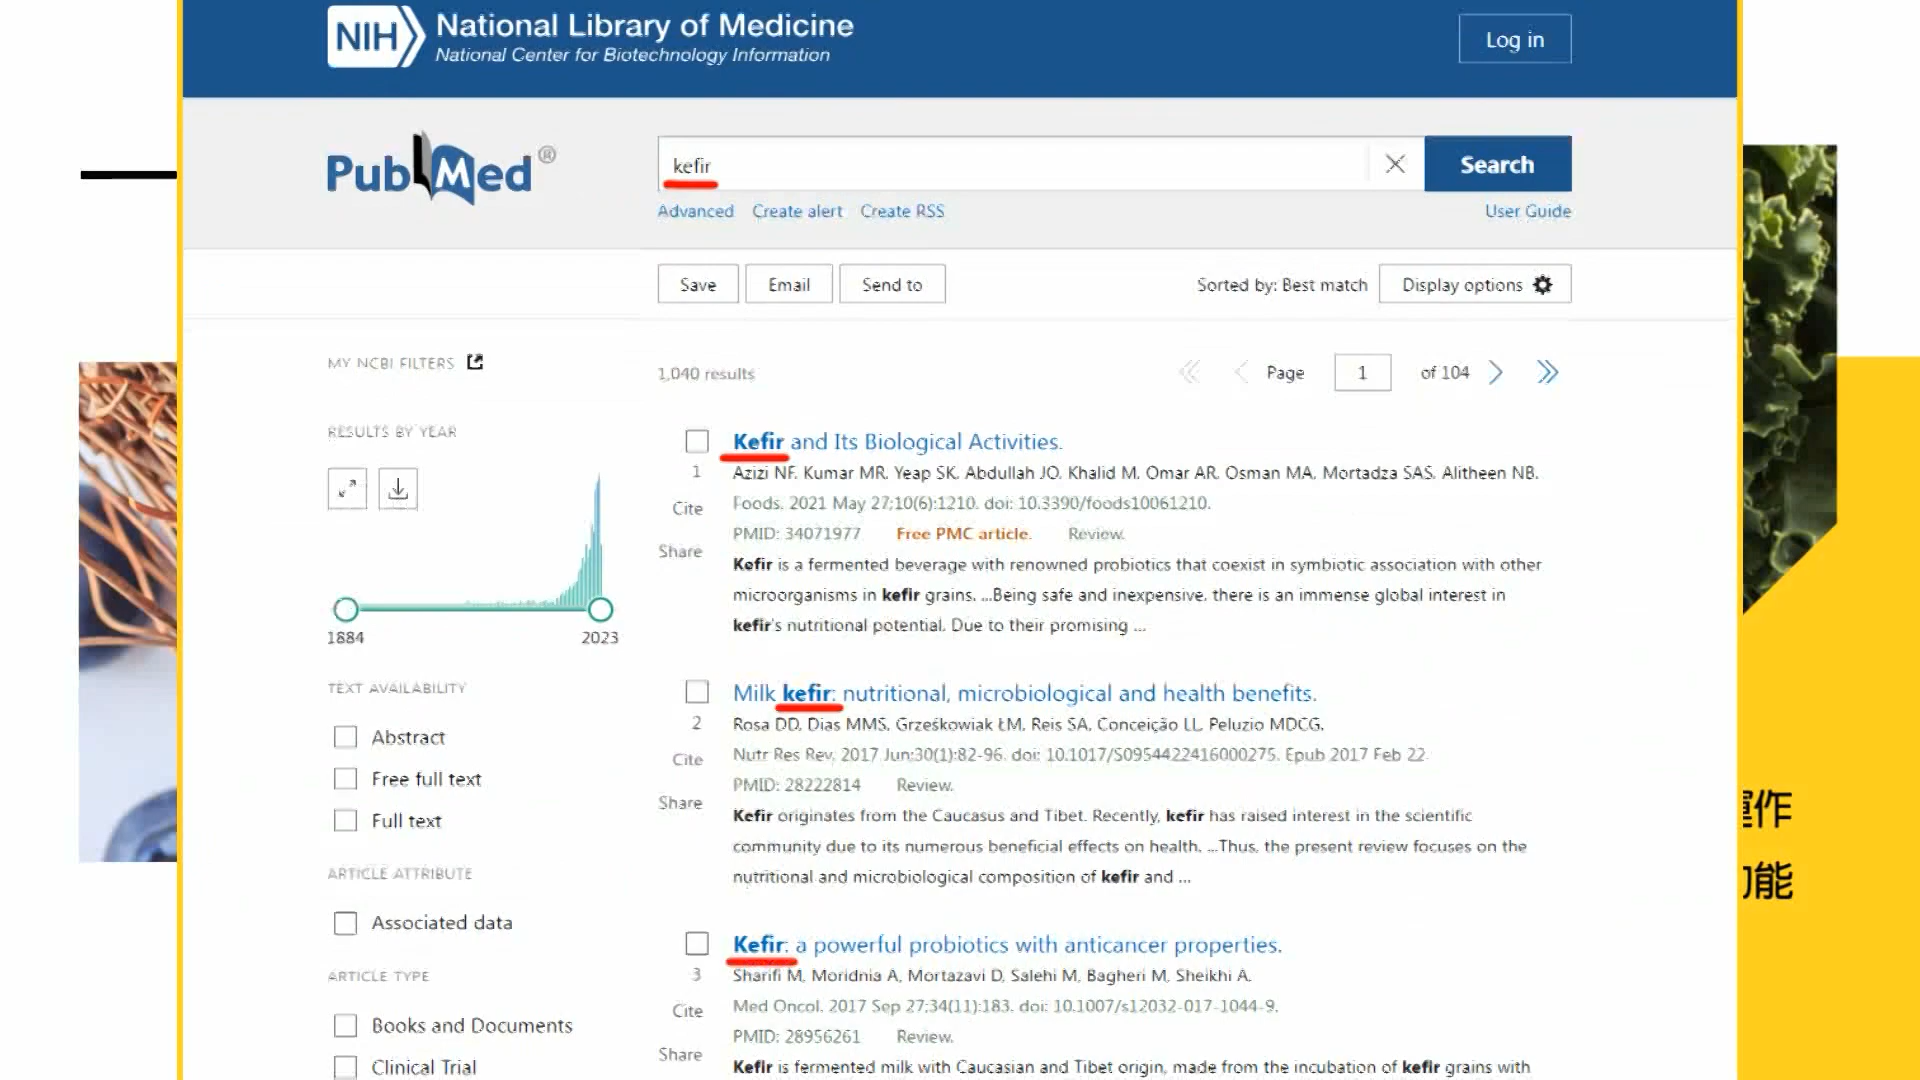 NIH
National Library of Medicine
National Center for Biotechnology Information
Log in
PubMed®
kefir
Search
Advanced Create alert Create RSS
User Guide
Save Email Send to
Sorted by: Best match
Display options
MY NCBI FILTERS
1,040 results
Page 1 of 104
RESULTS BY YEAR
1884 2023
TEXT AVAILABILITY
Abstract
Free full text
Full text
ARTICLE ATTRIBUTE
Associated data
ARTICLE TYPE
Books and Documents
Clinical Trial
Kefir and Its Biological Activities.
1
Azizi NF, Kumar MR, Yeap SK, Abdullah JO, Khalid M, Omar AR, Osman MA, Mortadza SAS, Alitheen NB.
Cite
Foods. 2021 May 27;10(6):1210. doi: 10.3390/foods10061210.
PMID: 34071977 Free PMC article. Review.
Share
Kefir is a fermented beverage with renowned probiotics that coexist in symbiotic association with other
microorganisms in kefir grains. ...Being safe and inexpensive, there is an immense global interest in
kefir's nutritional potential. Due to their promising ...
Milk kefir: nutritional, microbiological and health benefits.
2
Rosa DD, Dias MMS, Grześkowiak ŁM, Reis SA, Conceição LL, Peluzio MDCG.
Cite
Nutr Res Rev. 2017 Jun;30(1):82-96. doi: 10.1017/S0954422416000275. Epub 2017 Feb 22.
PMID: 28222814 Review.
Share
Kefir originates from the Caucasus and Tibet. Recently, kefir has raised interest in the scientific
community due to its numerous beneficial effects on health. ...Thus, the present review focuses on the
nutritional and microbiological composition of kefir and ...
Kefir: a powerful probiotics with anticancer properties.
3
Sharifi M, Moridnia A, Mortazavi D, Salehi M, Bagheri M, Sheikhi A.
Cite
Med Oncol. 2017 Sep 27;34(11):183. doi: 10.1007/s12032-017-1044-9.
PMID: 28956261 Review.
Share
Kefir is fermented milk with Caucasian and Tibet origin, made from the incubation of kefir grains with
作
能